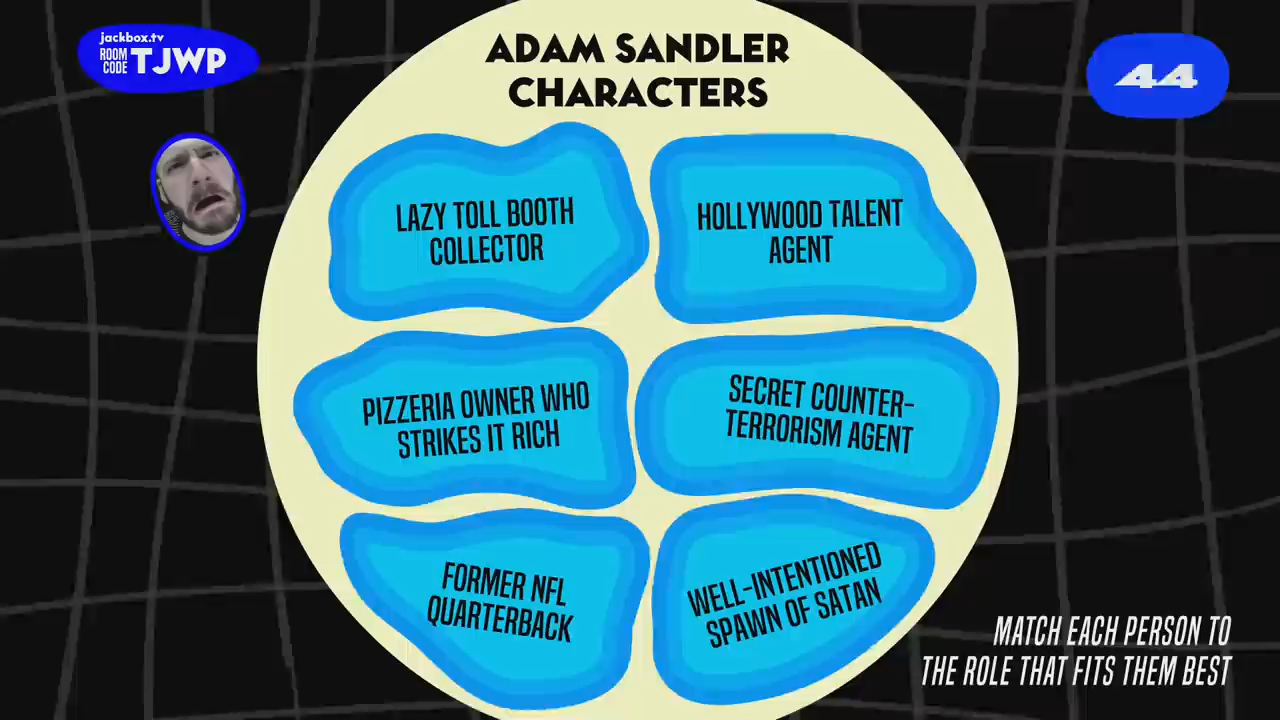 jackbox.tv
ROOM CODE TJWP
44
ADAM SANDLER
CHARACTERS
LAZY TOLL BOOTH
COLLECTOR
HOLLYWOOD TALENT
AGENT
PIZZERIA OWNER WHO
STRIKES IT RICH
SECRET COUNTER-
TERRORISM AGENT
FORMER NFL
QUARTERBACK
WELL-INTENTIONED
SPAWN OF SATAN
MATCH EACH PERSON TO
THE ROLE THAT FITS THEM BEST